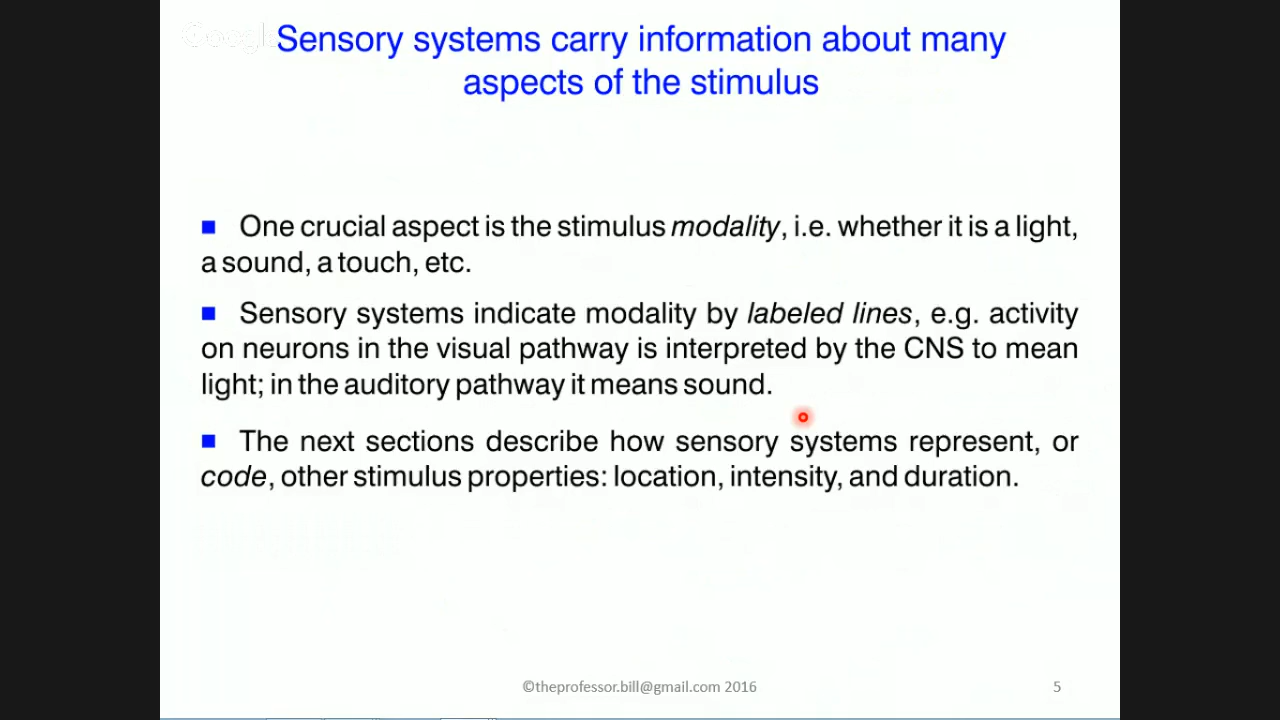 Google
Sensory systems carry information about many
aspects of the stimulus
■ One crucial aspect is the stimulus modality, i.e. whether it is a light,
a sound, a touch, etc.
■ Sensory systems indicate modality by labeled lines, e.g. activity
on neurons in the visual pathway is interpreted by the CNS to mean
light; in the auditory pathway it means sound.
■ The next sections describe how sensory systems represent, or
code, other stimulus properties: location, intensity, and duration.
©theprofessor.bill@gmail.com 2016
5